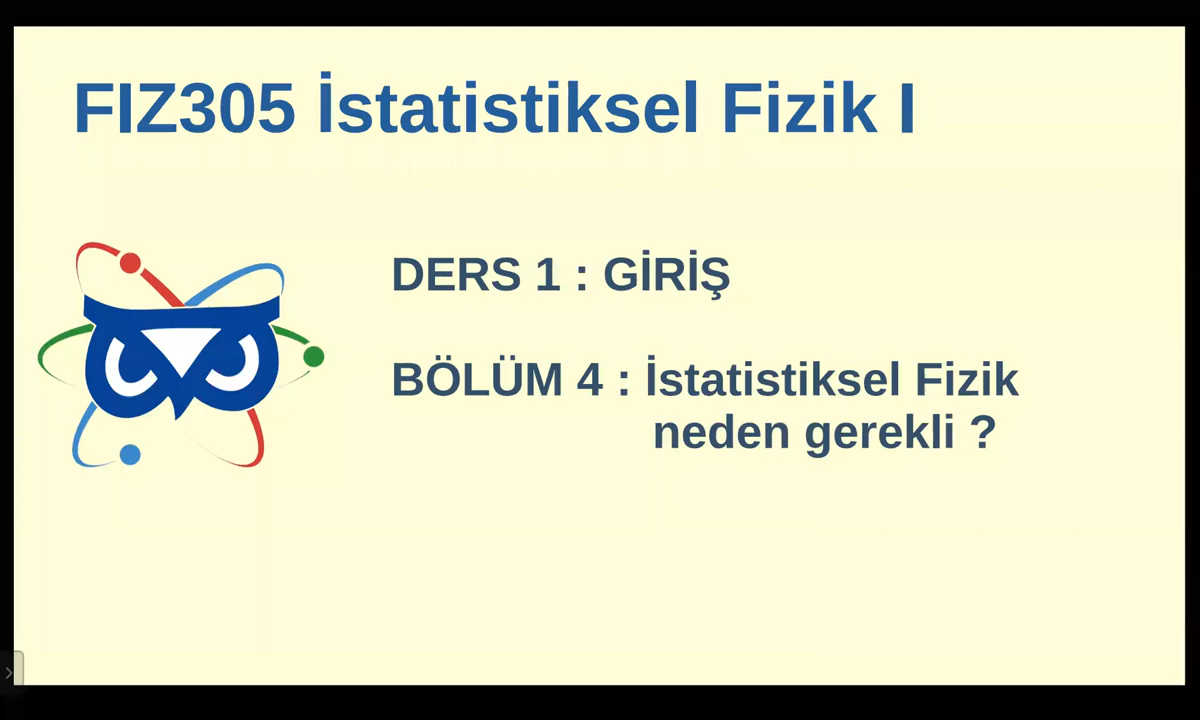 FIZ305 İstatistiksel Fizik I
DERS 1 : GİRİŞ
BÖLÜM 4 : İstatistiksel Fizik
neden gerekli ?